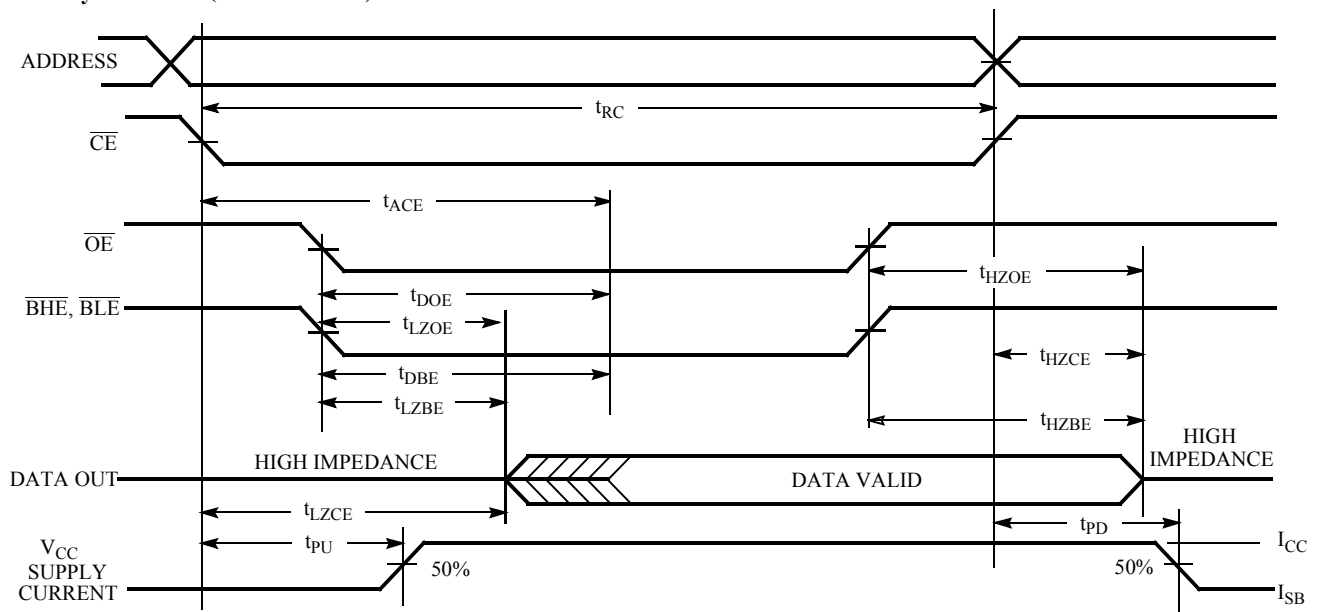 ADDRESS
tRC
CE
tACE
OE
tHZOE
tDOE
BHE, BLE
tLZOE
tHZCE
tDBE
tLZBE
tHZBE
HIGH IMPEDANCE
HIGH
IMPEDANCE
DATA OUT
DATA VALID
tLZCE
tPD
tPU
VCC
SUPPLY
CURRENT
50%
50%
ICC
ISB